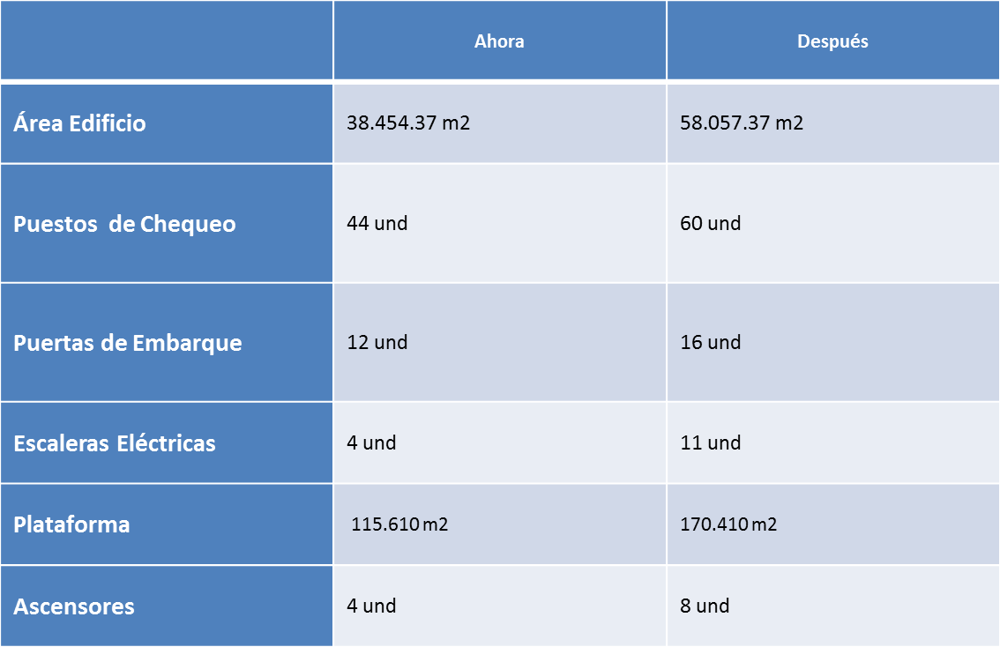 Ahora Después
Área Edificio 38.454.37 m2 58.057.37 m2
Puestos de Chequeo 44 und 60 und
Puertas de Embarque 12 und 16 und
Escaleras Eléctricas 4 und 11 und
Plataforma 115.610 m2 170.410 m2
Ascensores 4 und 8 und